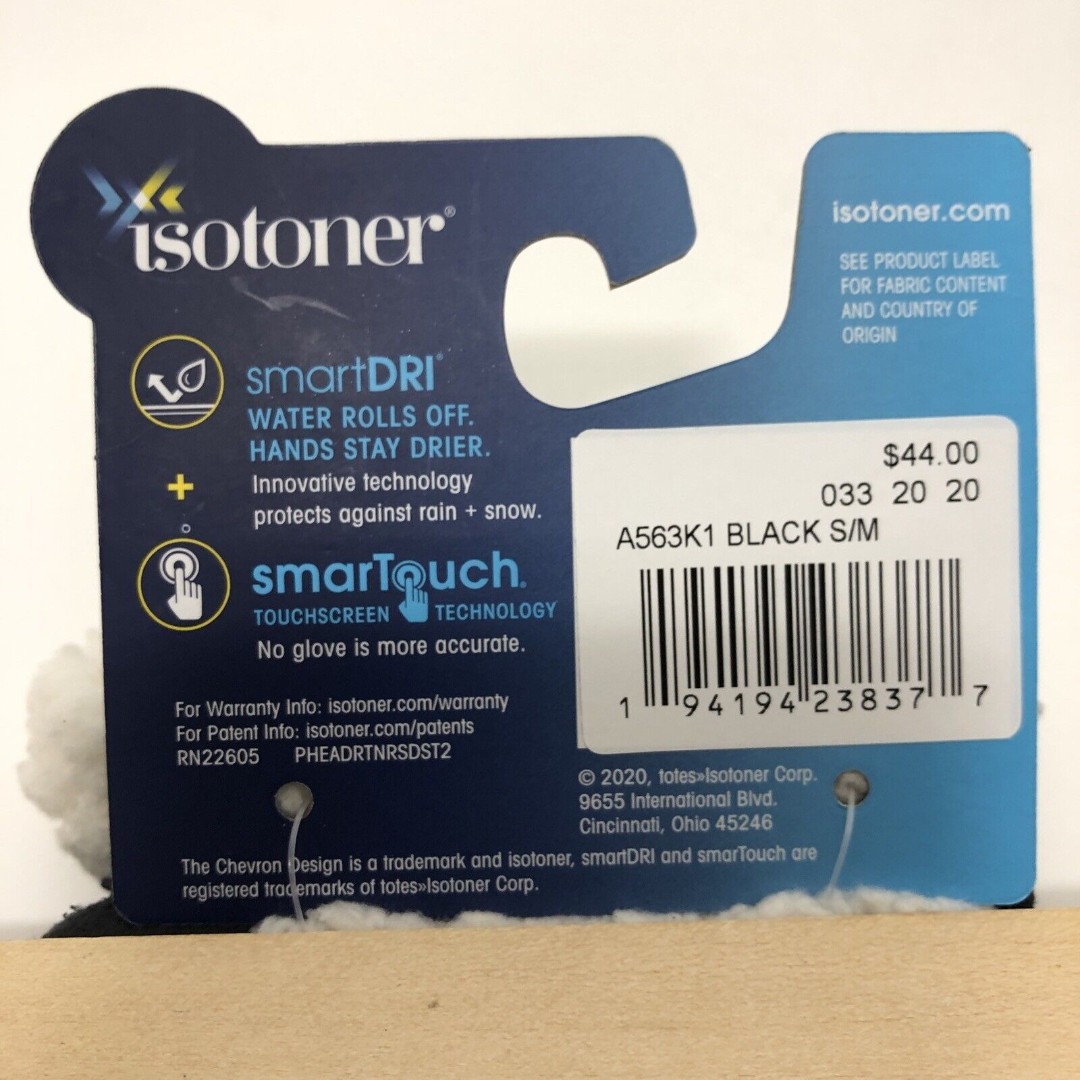 isotoner®
smartDRI®
WATER ROLLS OFF.
HANDS STAY DRIER.
Innovative technology
protects against rain + snow.
+
smarTouch®
TOUCHSCREEN TECHNOLOGY
No glove is more accurate.
For Warranty Info: isotoner.com/warranty
For Patent Info: isotoner.com/patents
RN22605 PHEADRTNRSDST2
isotoner.com
SEE PRODUCT LABEL
FOR FABRIC CONTENT
AND COUNTRY OF
ORIGIN
$44.00
033 20 20
A563K1 BLACK S/M
1 94194 23837 7
© 2020, totes»Isotoner Corp.
9655 International Blvd.
Cincinnati, Ohio 45246
The Chevron Design is a trademark and isotoner, smartDRI and smarTouch are
registered trademarks of totes»Isotoner Corp.